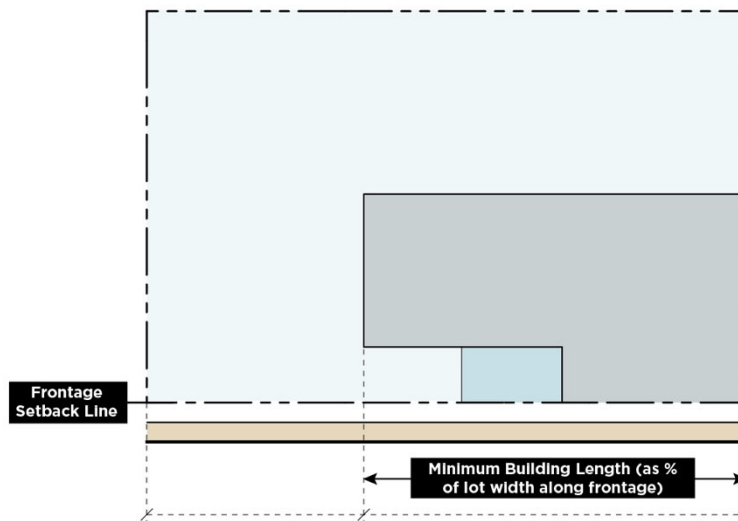 Frontage
Setback Line
Minimum Building Length (as %
of lot width along frontage)